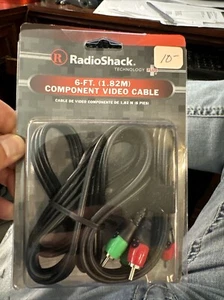 R RadioShack
TECHNOLOGY PLUS
10-
6-FT. (1.82M)
COMPONENT VIDEO CABLE
CABLE DE VIDEO COMPONENTE DE 1,82 M (6 PIES)